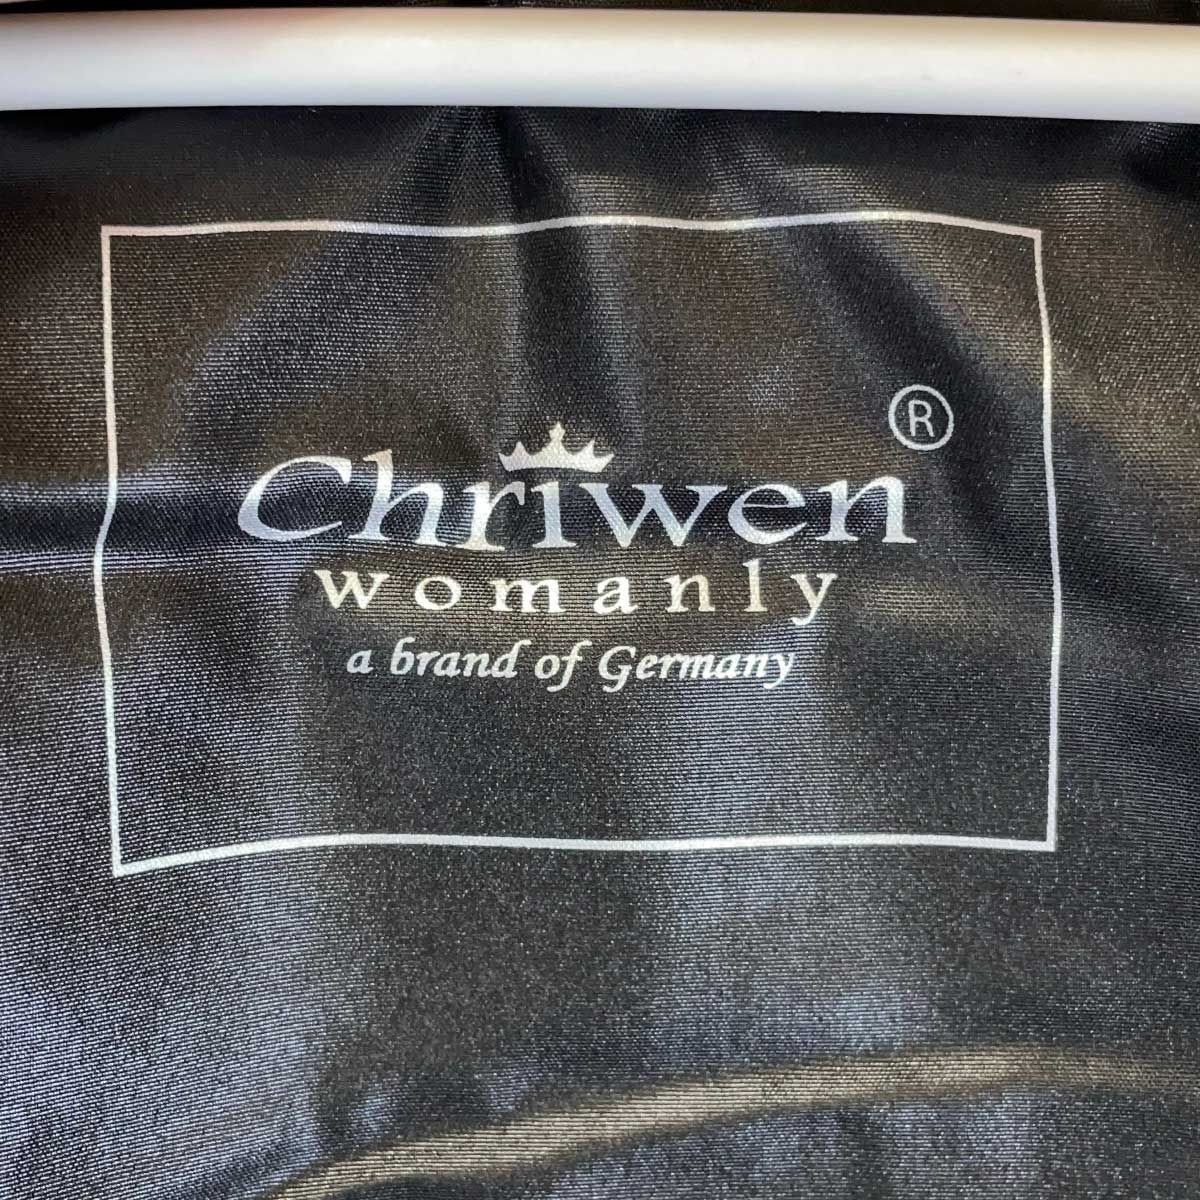 ®
Chriwen
womanly
a brand of Germany